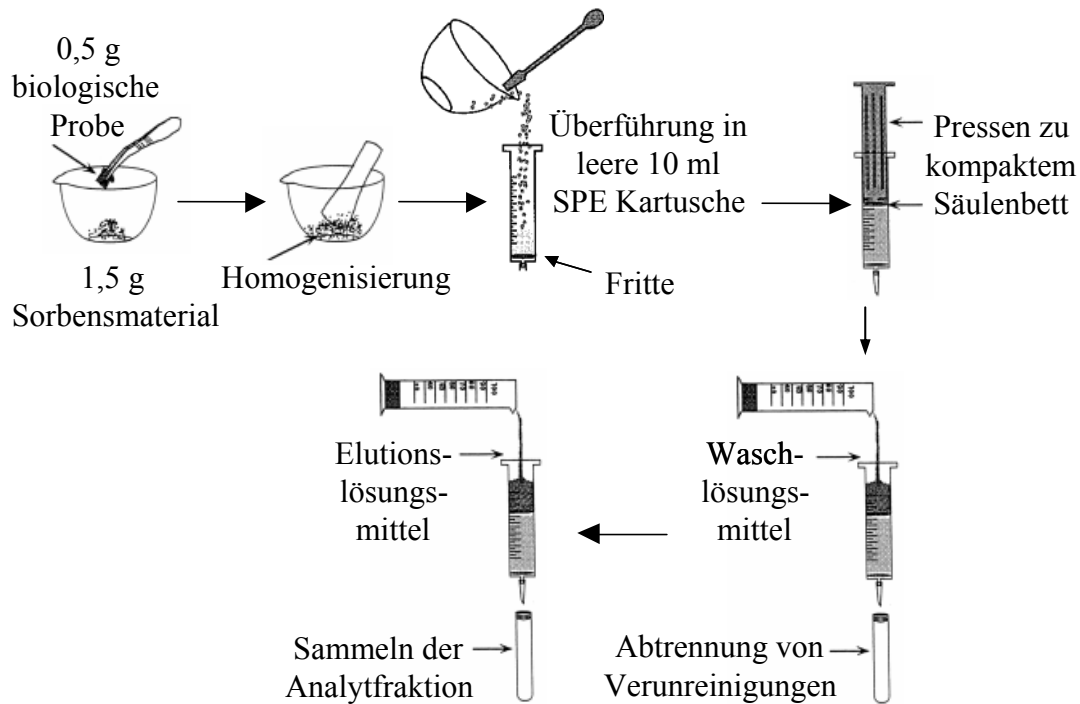 0,5 g
biologische
Probe
1,5 g
Sorbensmaterial
Homogenisierung
Überführung in
leere 10 ml
SPE Kartusche
Fritte
Pressen zu
kompaktem
Säulenbett
Wasch-
lösungs-
mittel
Abtrennung von
Verunreinigungen
Elutions-
lösungs-
mittel
Sammeln der
Analytfraktion